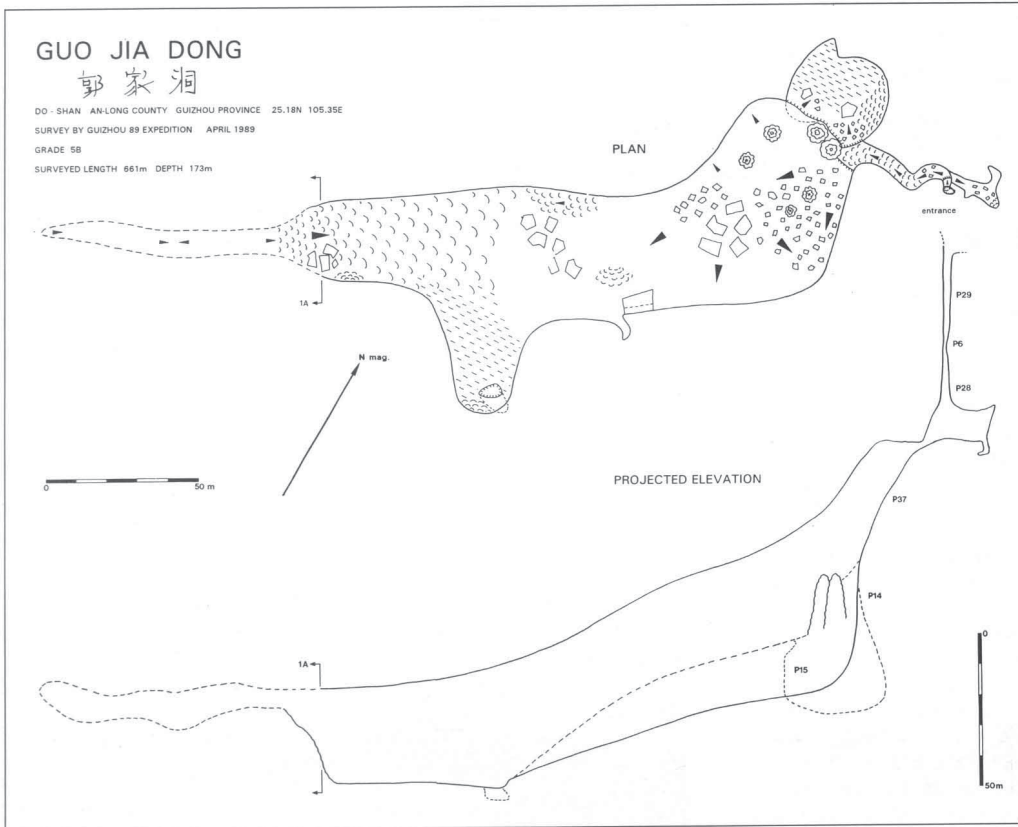 GUO JIA DONG
郭家洞
DO - SHAN AN-LONG COUNTY GUIZHOU PROVINCE 25.18N 105.35E
SURVEY BY GUIZHOU 89 EXPEDITION APRIL 1989
GRADE 5B
SURVEYED LENGTH 661m DEPTH 173m
PLAN
entrance
1A
N mag.
0 50 m
P29
P6
P28
PROJECTED ELEVATION
P37
P14
P15
1A
0
50m